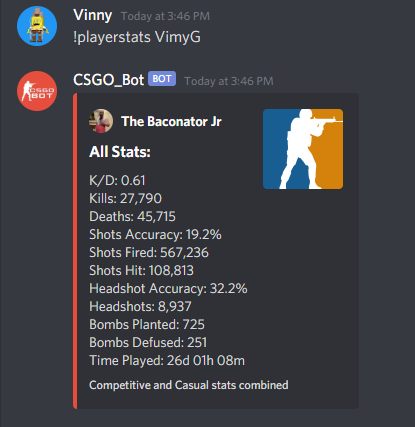 Vinny Today at 3:46 PM
!playerstats VimyG
CSGO_Bot BOT Today at 3:46 PM
CSGO
BOT
The Baconator Jr
All Stats:
K/D: 0.61
Kills: 27,790
Deaths: 45,715
Shots Accuracy: 19.2%
Shots Fired: 567,236
Shots Hit: 108,813
Headshot Accuracy: 32.2%
Headshots: 8,937
Bombs Planted: 725
Bombs Defused: 251
Time Played: 26d 01h 08m
Competitive and Casual stats combined